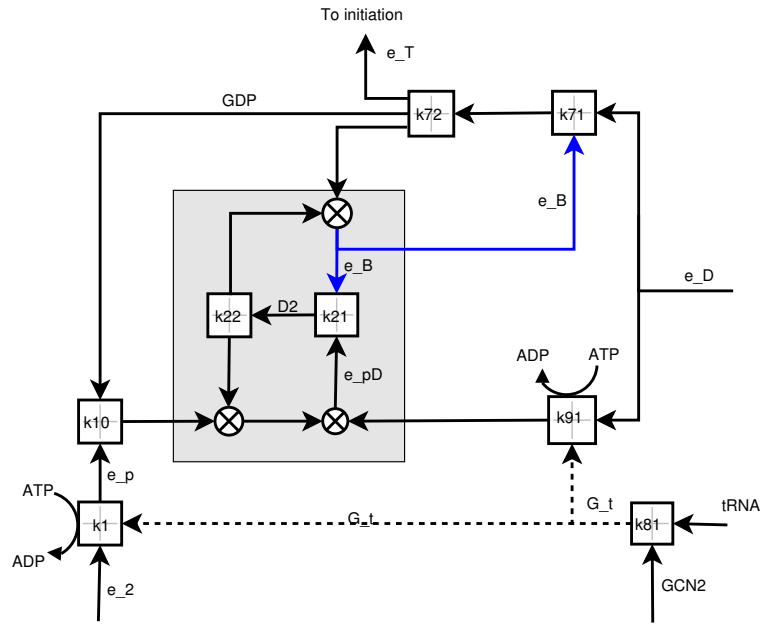 To initiation
e_T
GDP
k72
k71
e_B
e_B
e_D
k22
D2
k21
e_pD
ADP
ATP
k10
k91
e_p
ATP
k1
G_t
G_t
k81
tRNA
ADP
e_2
GCN2